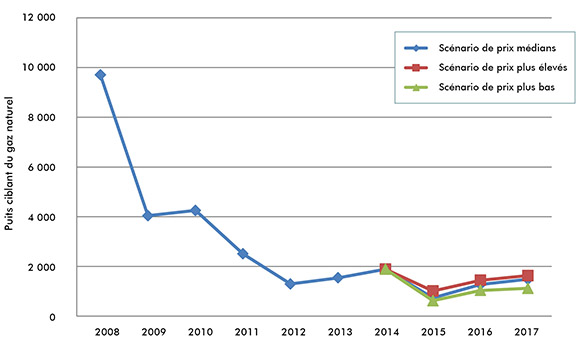 12 000
10 000
8 000
6 000
4 000
2 000
0
Puits ciblant du gaz naturel
Scénario de prix médians
Scénario de prix plus élevés
Scénario de prix plus bas
2008 2009 2010 2011 2012 2013 2014 2015 2016 2017